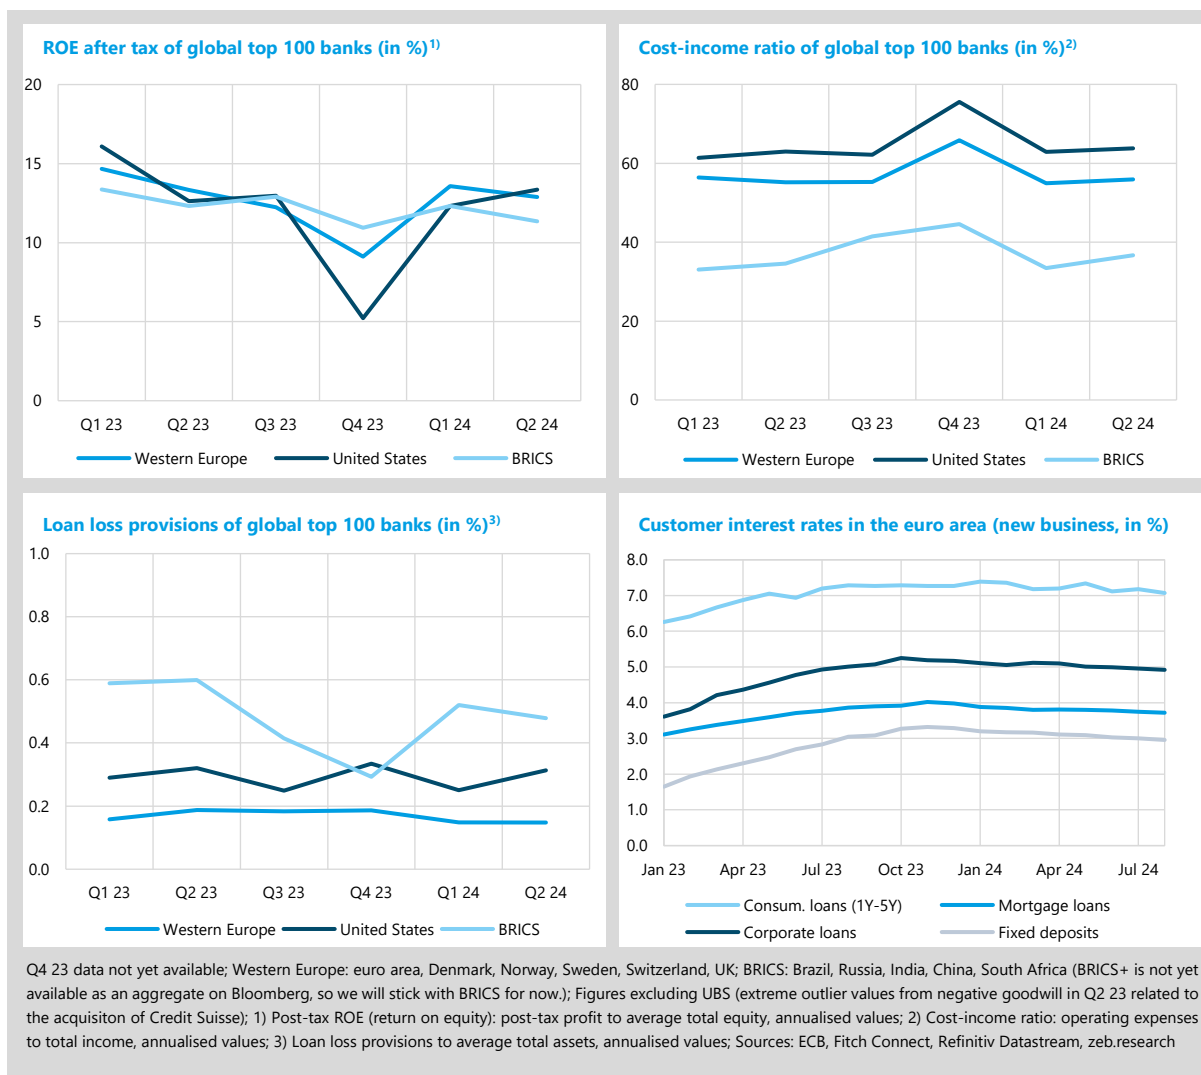 ROE after tax of global top 100 banks (in %)1)
20
15
10
5
0
Q1 23 Q2 23 Q3 23 Q4 23 Q1 24 Q2 24
Western Europe United States BRICS
Cost-income ratio of global top 100 banks (in %)2)
80
60
40
20
0
Q1 23 Q2 23 Q3 23 Q4 23 Q1 24 Q2 24
Western Europe United States BRICS
Loan loss provisions of global top 100 banks (in %)3)
1.0
0.8
0.6
0.4
0.2
0.0
Q1 23 Q2 23 Q3 23 Q4 23 Q1 24 Q2 24
Western Europe United States BRICS
Customer interest rates in the euro area (new business, in %)
8.0
7.0
6.0
5.0
4.0
3.0
2.0
1.0
0.0
Jan 23 Apr 23 Jul 23 Oct 23 Jan 24 Apr 24 Jul 24
Consum. loans (1Y-5Y) Mortgage loans
Corporate loans Fixed deposits
Q4 23 data not yet available; Western Europe: euro area, Denmark, Norway, Sweden, Switzerland, UK; BRICS: Brazil, Russia, India, China, South Africa (BRICS+ is not yet
available as an aggregate on Bloomberg, so we will stick with BRICS for now.); Figures excluding UBS (extreme outlier values from negative goodwill in Q2 23 related to
the acquisiton of Credit Suisse); 1) Post-tax ROE (return on equity): post-tax profit to average total equity, annualised values; 2) Cost-income ratio: operating expenses
to total income, annualised values; 3) Loan loss provisions to average total assets, annualised values; Sources: ECB, Fitch Connect, Refinitiv Datastream, zeb.research